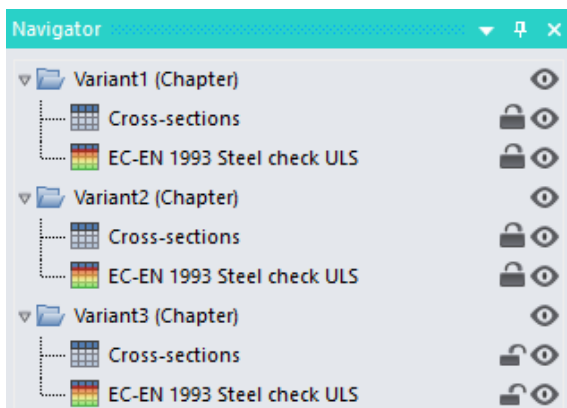 Navigator
Variant1 (Chapter)
Cross-sections
EC-EN 1993 Steel check ULS
Variant2 (Chapter)
Cross-sections
EC-EN 1993 Steel check ULS
Variant3 (Chapter)
Cross-sections
EC-EN 1993 Steel check ULS